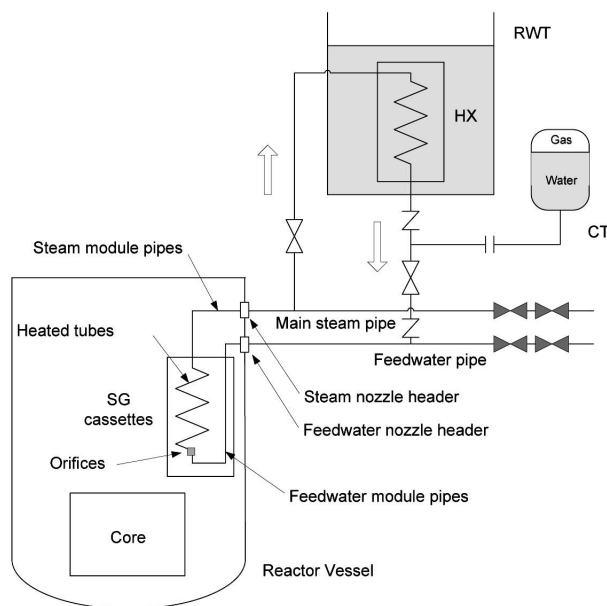 RWT
HX
Gas
Water
CT
Steam module pipes
Main steam pipe
Heated tubes
Feedwater pipe
SG
cassettes
Steam nozzle header
Feedwater nozzle header
Orifices
Feedwater module pipes
Core
Reactor Vessel